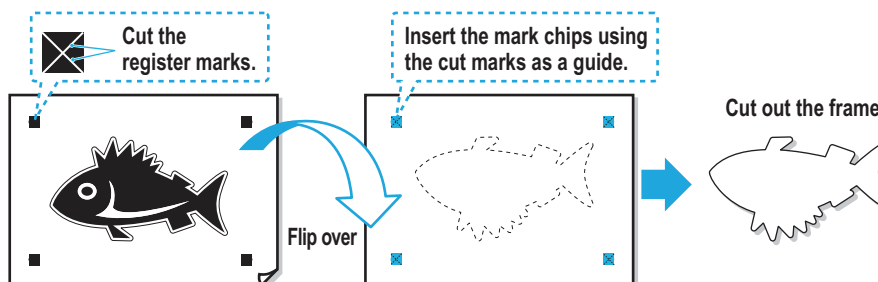 Cut the
register marks.
Insert the mark chips using
the cut marks as a guide.
Cut out the frame
Flip over